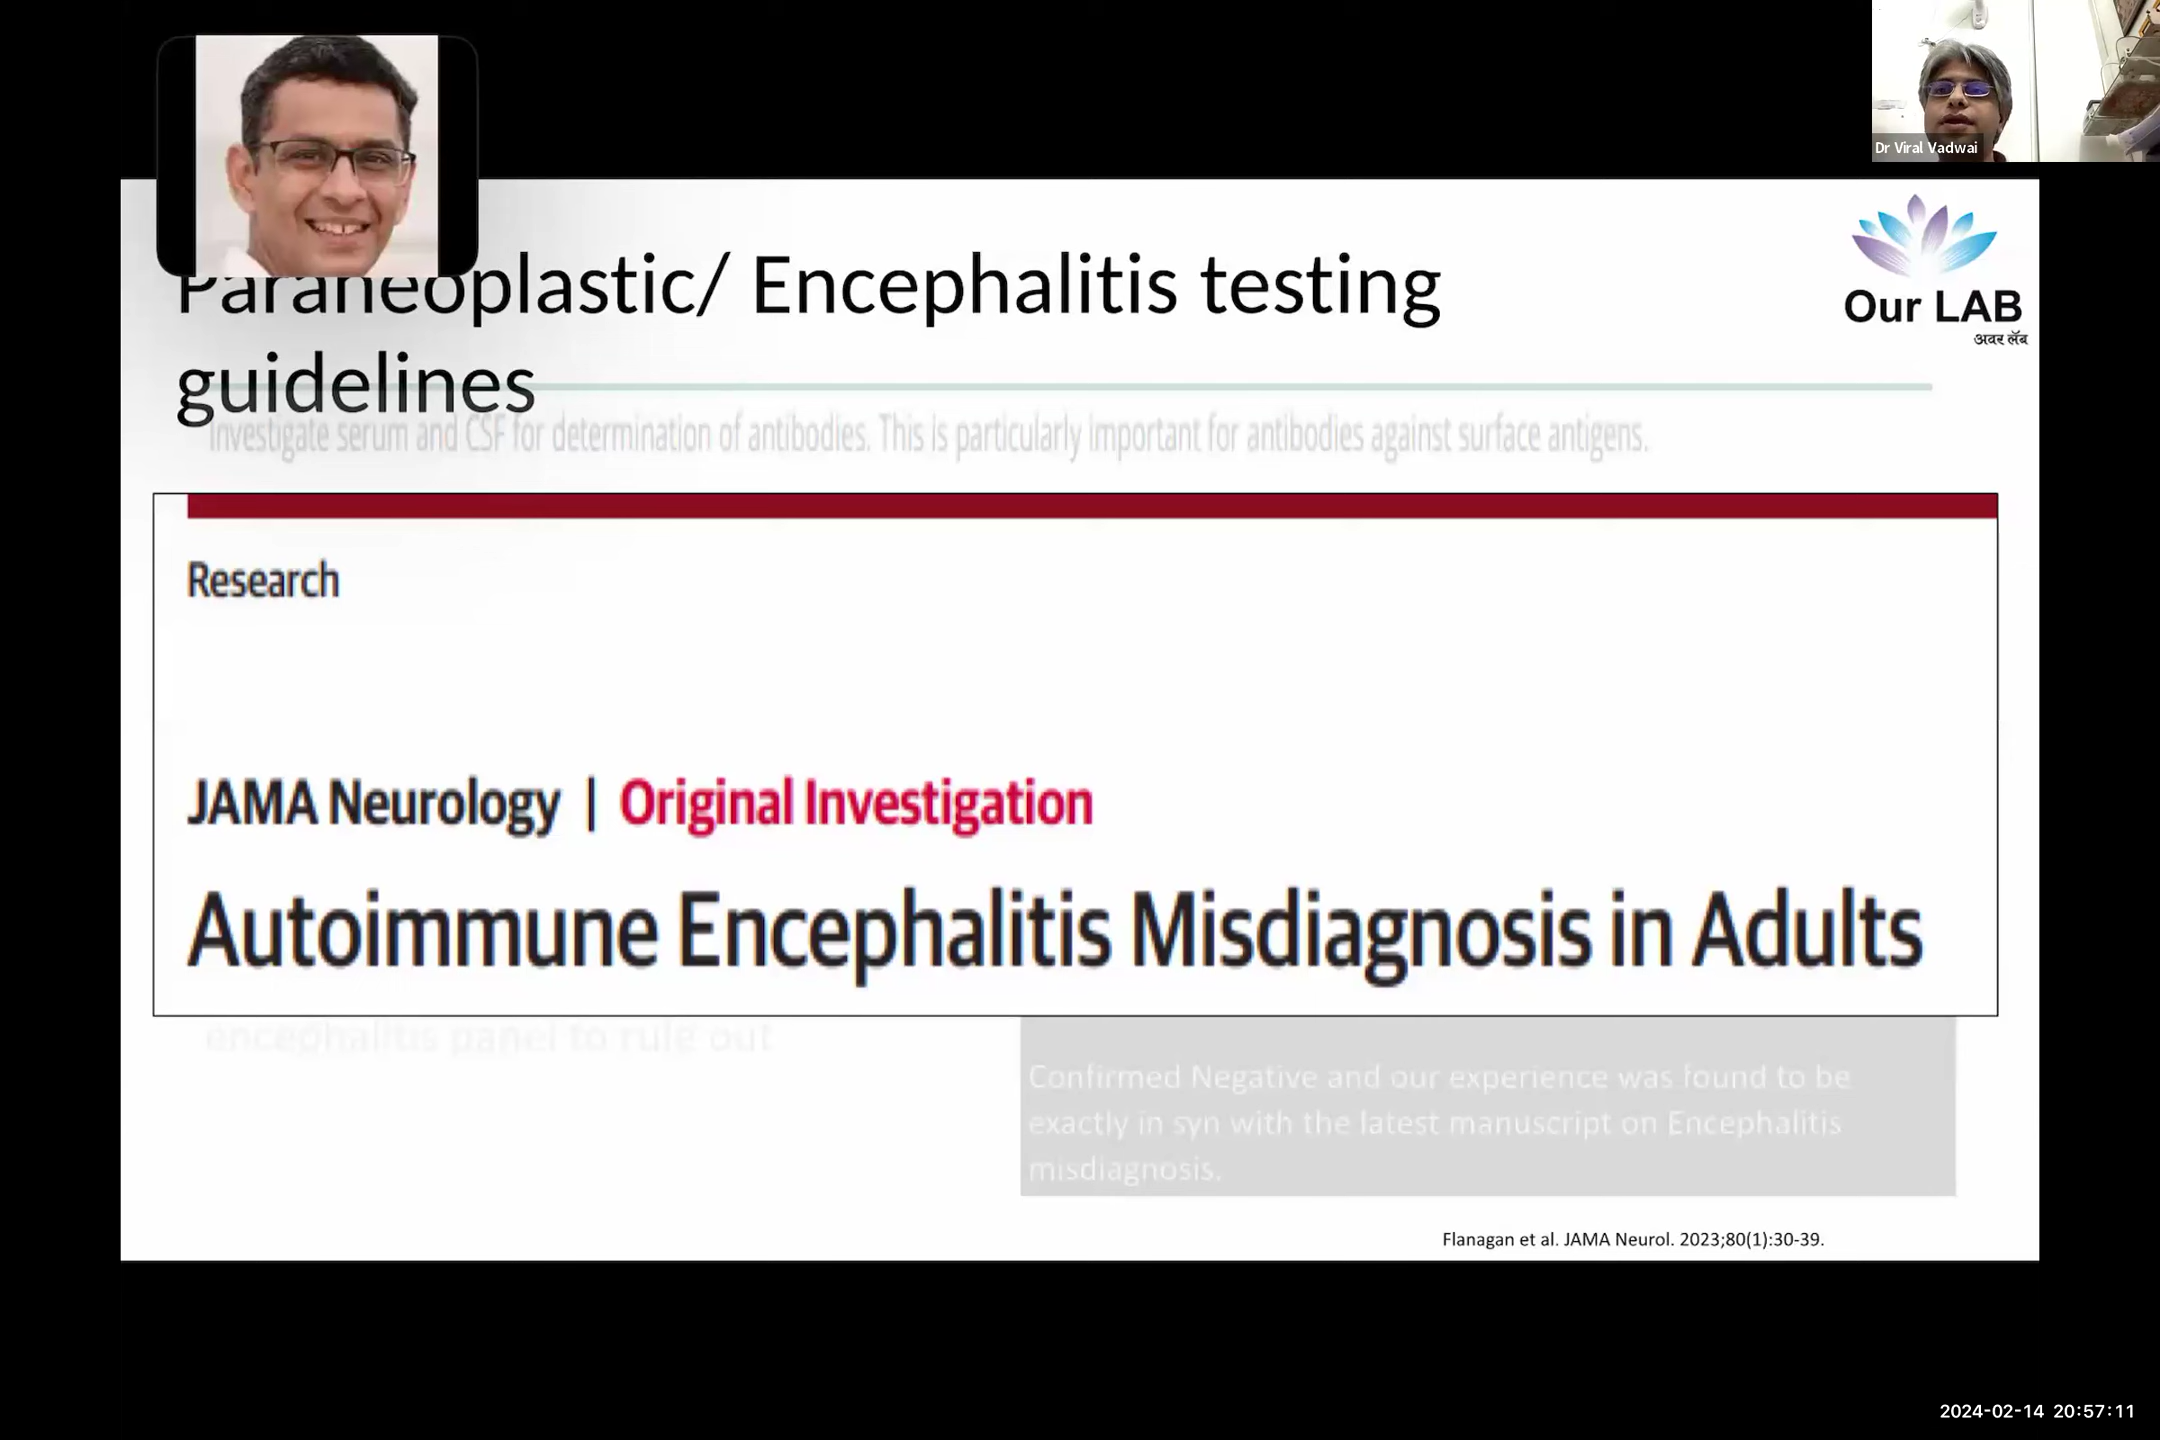 Dr Viral Vadwai
Paraneoplastic/ Encephalitis testing
guidelines
Our LAB
अवर लॅब
Investigate serum and CSF for determination of antibodies. This is particularly important for antibodies against surface antigens.
Research
JAMA Neurology | Original Investigation
Autoimmune Encephalitis Misdiagnosis in Adults
encephalitis panel to rule out
Confirmed Negative and our experience was found to be
exactly in syn with the latest manuscript on Encephalitis
misdiagnosis.
Flanagan et al. JAMA Neurol. 2023;80(1):30-39.
2024-02-14 20:57:11